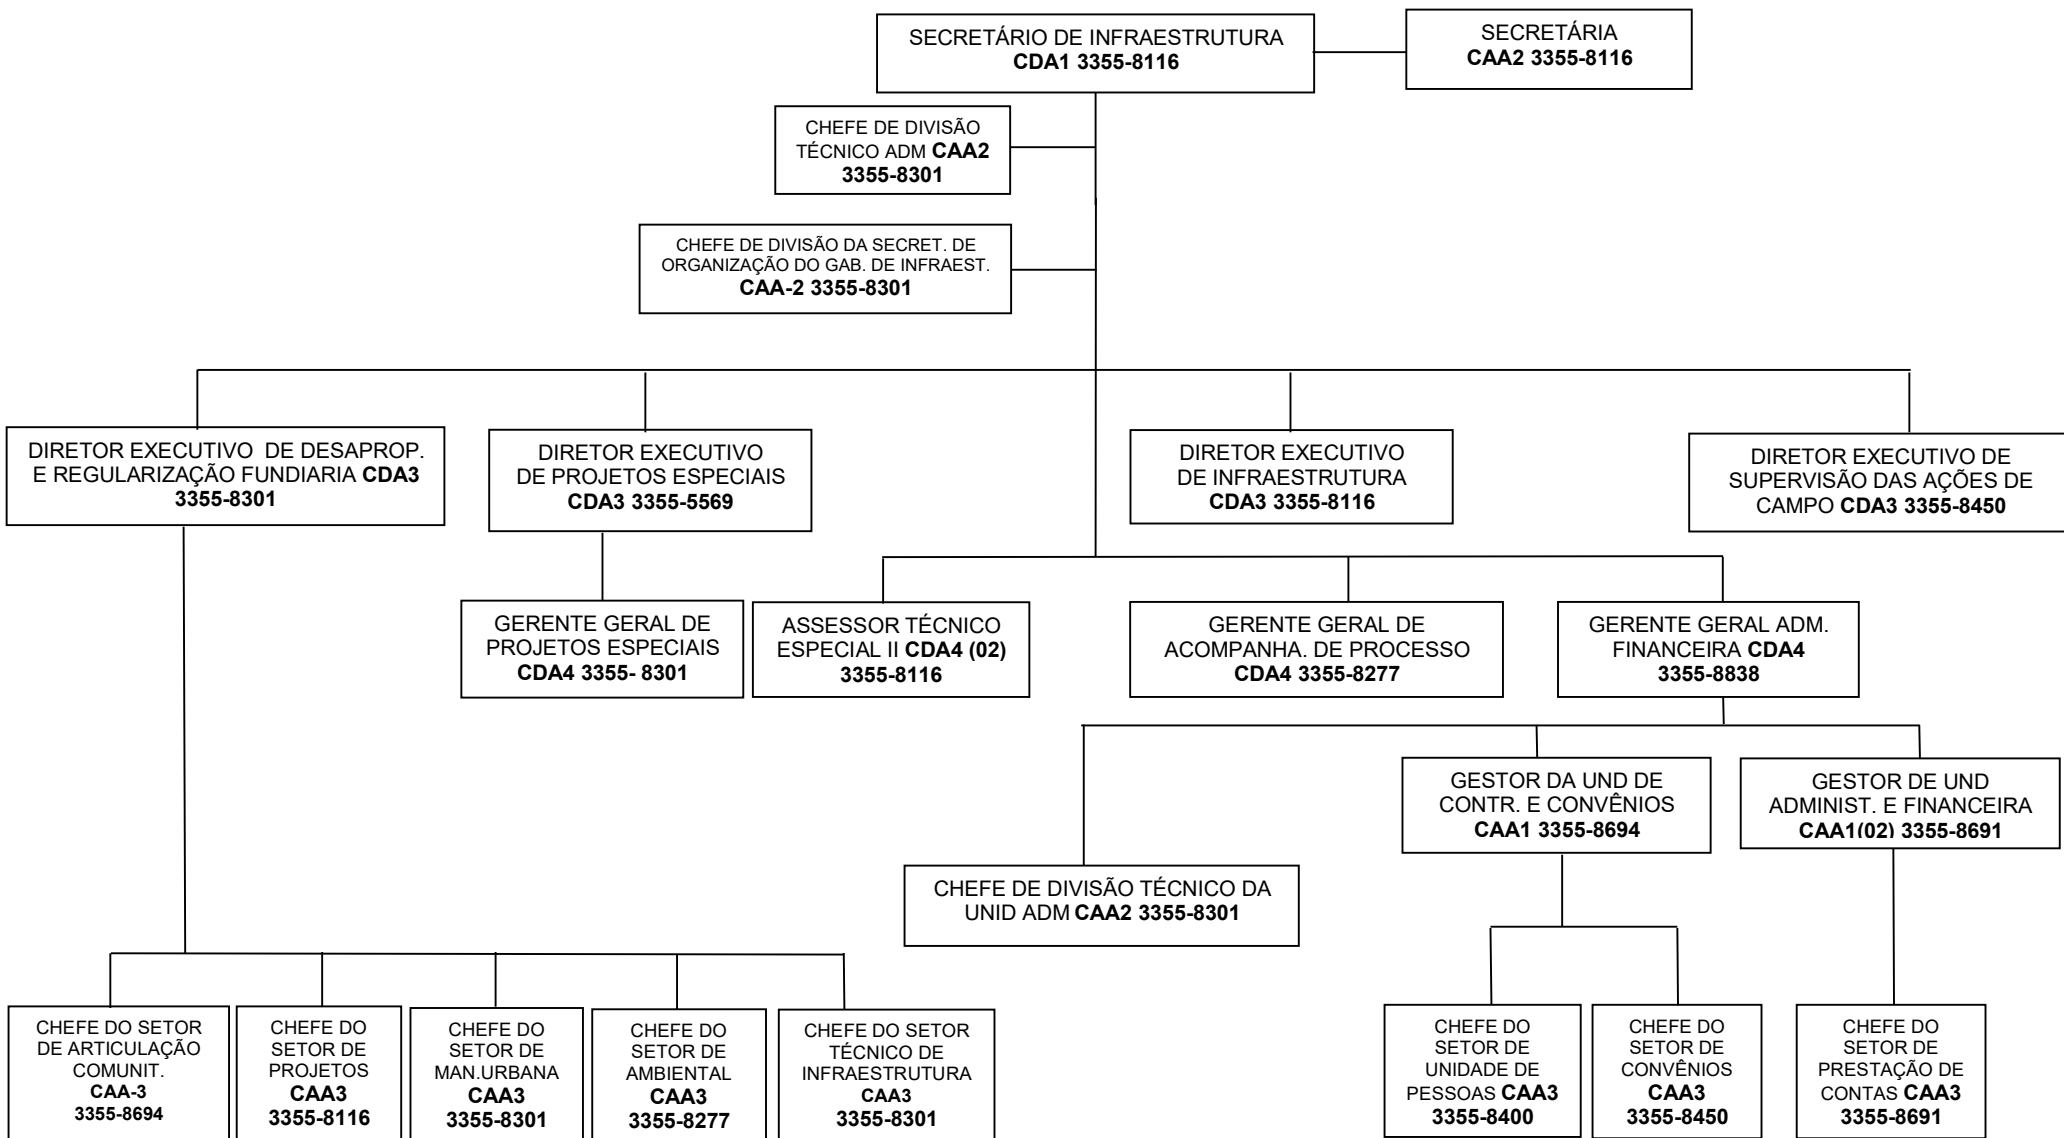 SECRETÁRIO DE INFRAESTRUTURA
CDA1 3355-8116
SECRETÁRIA
CAA2 3355-8116
CHEFE DE DIVISÃO
TÉCNICO ADM CAA2
3355-8301
CHEFE DE DIVISÃO DA SECRET. DE
ORGANIZAÇÃO DO GAB. DE INFRAEST.
CAA-2 3355-8301
DIRETOR EXECUTIVO DE DESAPROP.
E REGULARIZAÇÃO FUNDIARIA CDA3
3355-8301
DIRETOR EXECUTIVO
DE PROJETOS ESPECIAIS
CDA3 3355-5569
DIRETOR EXECUTIVO
DE INFRAESTRUTURA
CDA3 3355-8116
DIRETOR EXECUTIVO DE
SUPERVISÃO DAS AÇÕES DE
CAMPO CDA3 3355-8450
GERENTE GERAL DE
PROJETOS ESPECIAIS
CDA4 3355- 8301
ASSESSOR TÉCNICO
ESPECIAL II CDA4 (02)
3355-8116
GERENTE GERAL DE
ACOMPANHA. DE PROCESSO
CDA4 3355-8277
GERENTE GERAL ADM.
FINANCEIRA CDA4
3355-8838
GESTOR DA UND DE
CONTR. E CONVÊNIOS
CAA1 3355-8694
GESTOR DE UND
ADMINIST. E FINANCEIRA
CAA1(02) 3355-8691
CHEFE DE DIVISÃO TÉCNICO DA
UNID ADM CAA2 3355-8301
CHEFE DO SETOR
DE ARTICULAÇÃO
COMUNIT.
CAA-3
3355-8694
CHEFE DO
SETOR DE
PROJETOS
CAA3
3355-8116
CHEFE DO
SETOR DE
MAN.URBANA
CAA3
3355-8301
CHEFE DO
SETOR DE
AMBIENTAL
CAA3
3355-8277
CHEFE DO SETOR
TÉCNICO DE
INFRAESTRUTURA
CAA3
3355-8301
CHEFE DO
SETOR DE
UNIDADE DE
PESSOAS CAA3
3355-8400
CHEFE DO
SETOR DE
CONVÊNIOS
CAA3
3355-8450
CHEFE DO
SETOR DE
PRESTAÇÃO DE
CONTAS CAA3
3355-8691